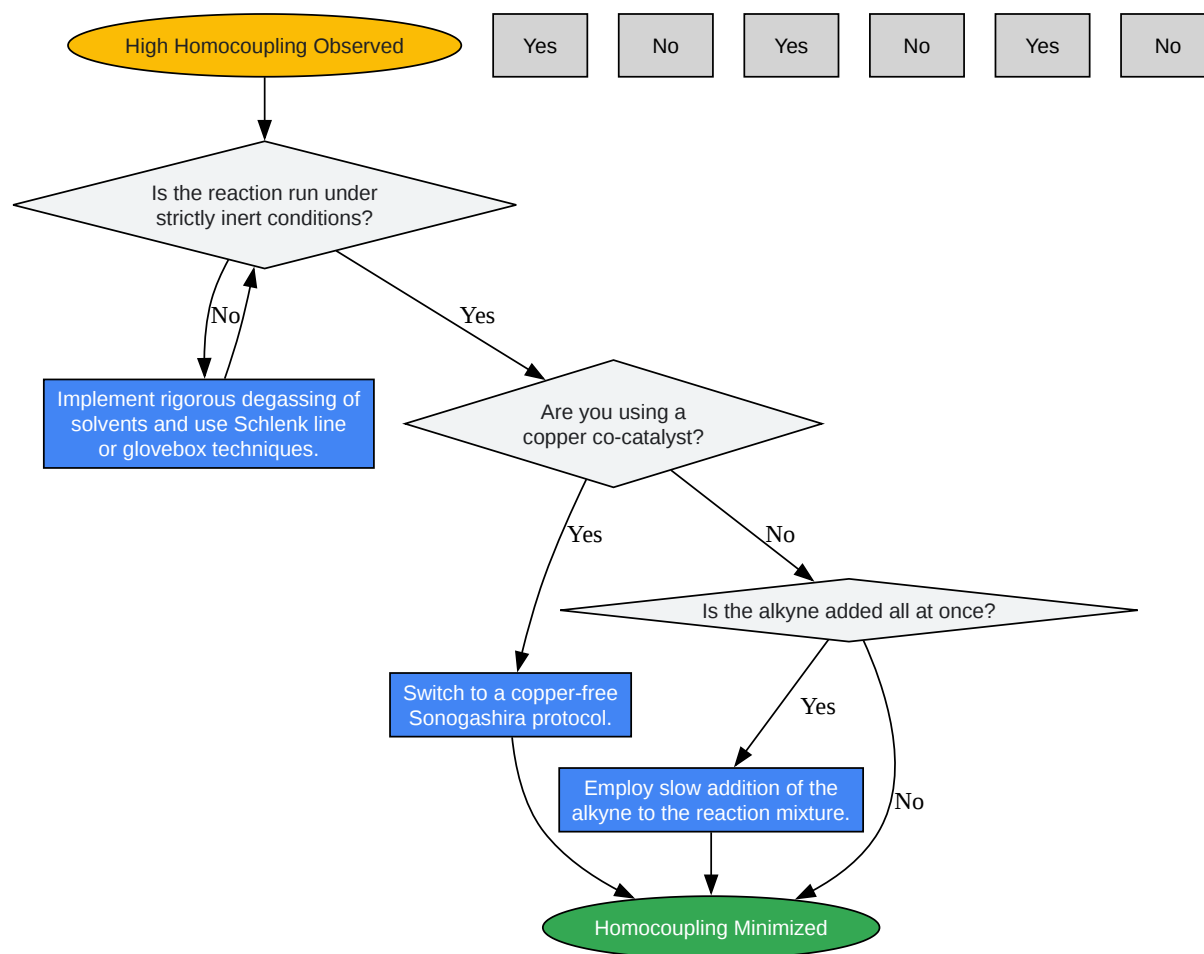 High Homocoupling Observed
Yes
No
Yes
No
Yes
No
Is the reaction run under
strictly inert conditions?
No
Yes
Implement rigorous degassing of
solvents and use Schlenk line
or glovebox techniques.
Are you using a
copper co-catalyst?
Yes
No
Is the alkyne added all at once?
Switch to a copper-free
Sonogashira protocol.
Yes
Employ slow addition of the
alkyne to the reaction mixture.
No
Homocoupling Minimized